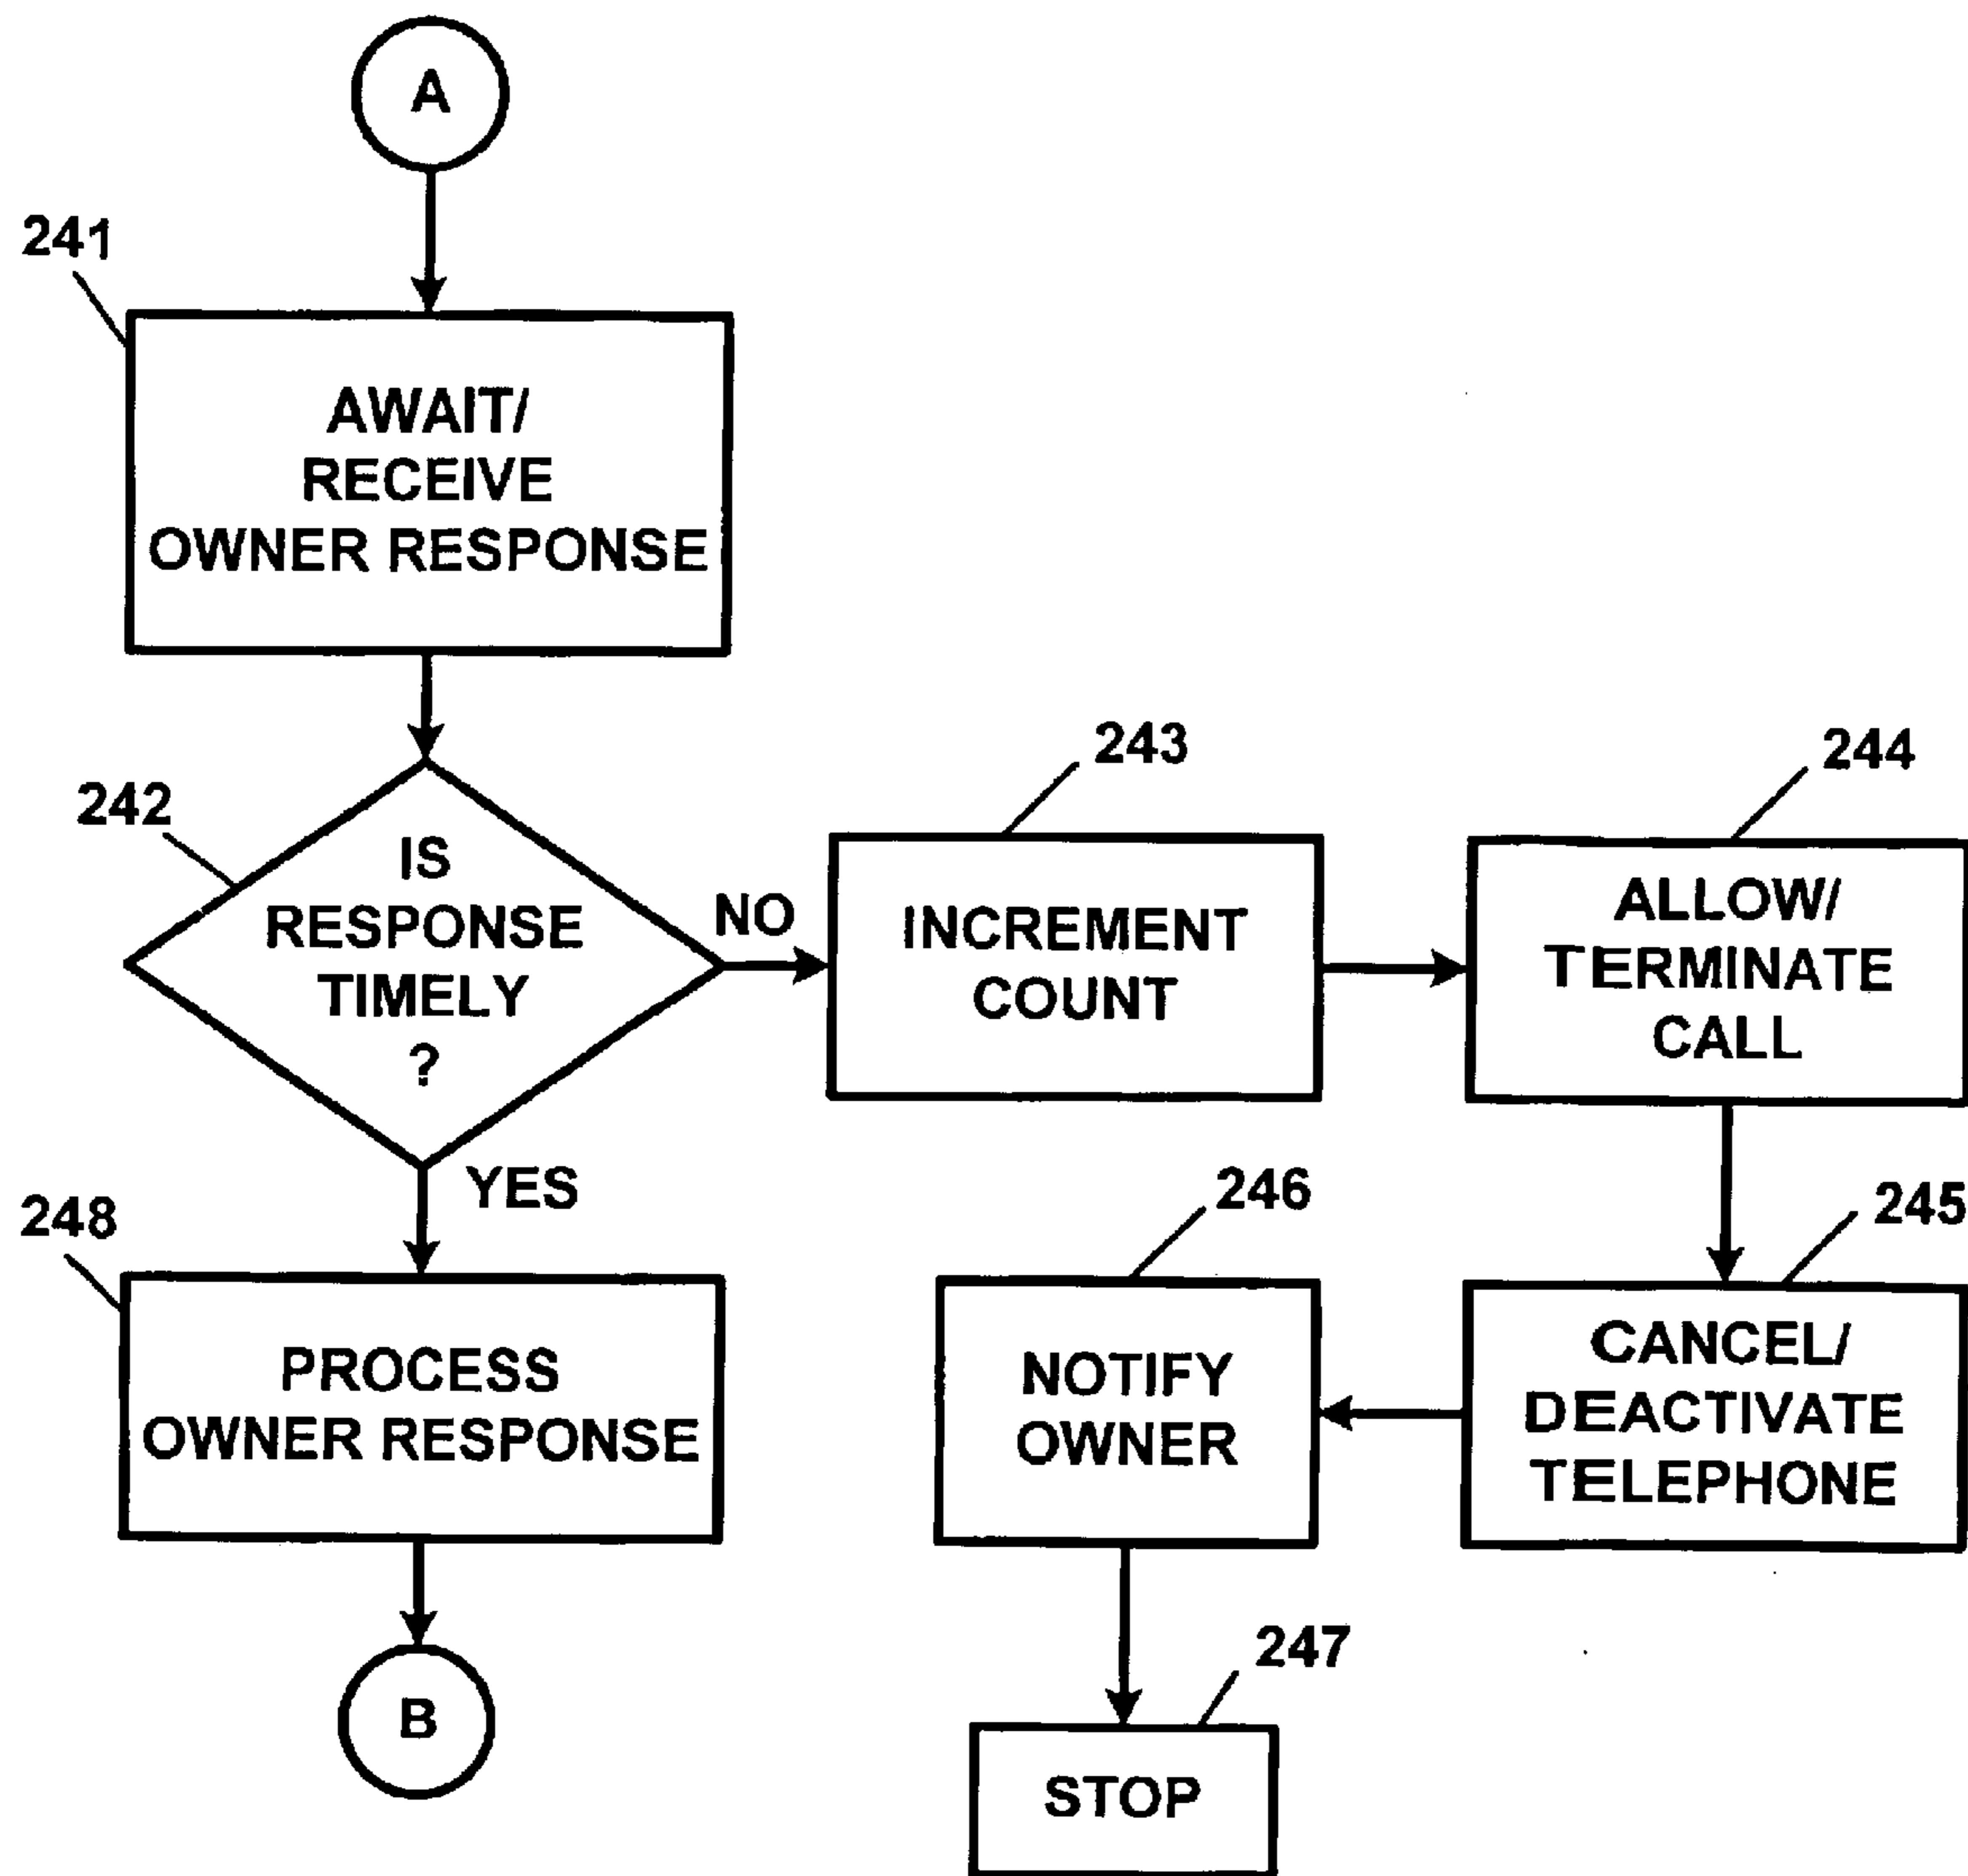 A
241
AWAIT/
RECEIVE
OWNER RESPONSE
242
IS
RESPONSE
TIMELY
?
NO
243
INCREMENT
COUNT
244
ALLOW/
TERMINATE
CALL
YES
248
PROCESS
OWNER RESPONSE
246
NOTIFY
OWNER
245
CANCEL/
DEACTIVATE
TELEPHONE
B
247
STOP